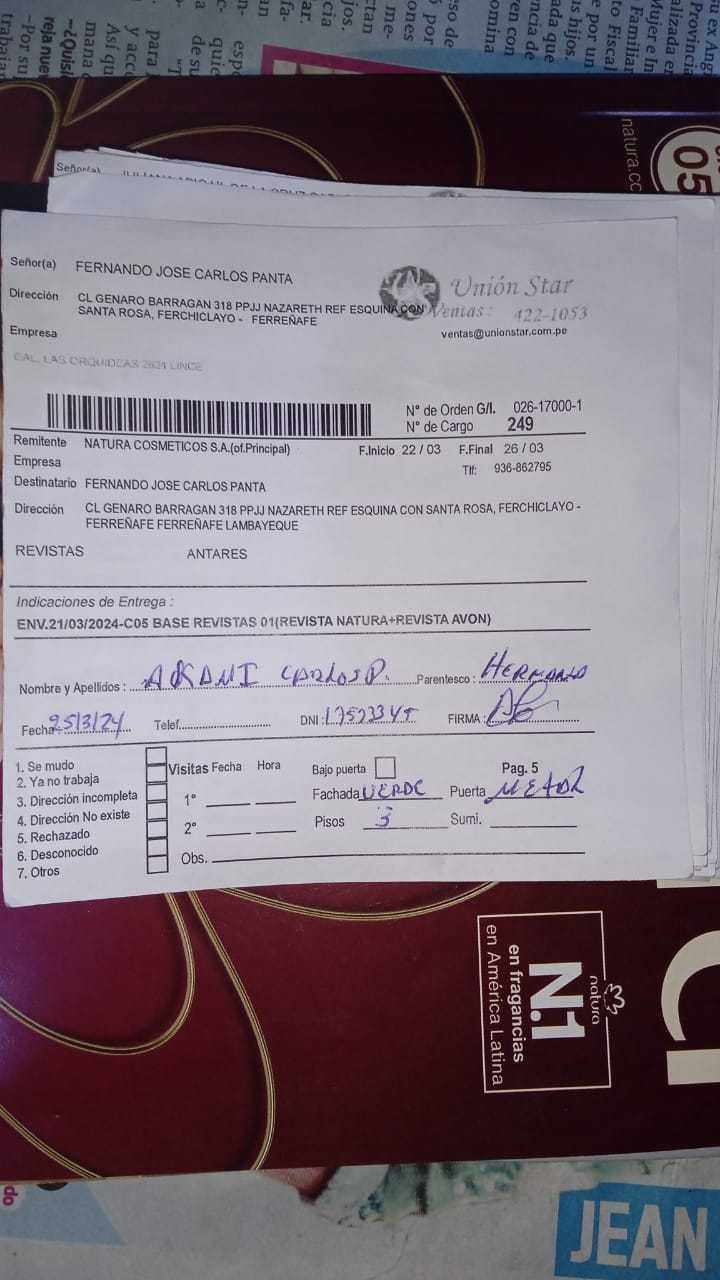 Señor(a) FERNANDO JOSE CARLOS PANTA
Dirección CL GENARO BARRAGAN 318 PPJJ NAZARETH REF ESQUINA CON
SANTA ROSA, FERCHICLAYO - FERREÑAFE
Empresa
CAL. LAS ORQUIDEAS 2624 LINCE
Unión Star
Ventas: 422-1053
ventas@unionstar.com.pe
N° de Orden G/I. 026-17000-1
N° de Cargo 249
Remitente NATURA COSMETICOS S.A.(of.Principal) F.Inicio 22 / 03 F.Final 26 / 03
Empresa Tlf: 936-862795
Destinatario FERNANDO JOSE CARLOS PANTA
Dirección CL GENARO BARRAGAN 318 PPJJ NAZARETH REF ESQUINA CON SANTA ROSA, FERCHICLAYO -
FERREÑAFE FERREÑAFE LAMBAYEQUE
REVISTAS ANTARES
Indicaciones de Entrega :
ENV.21/03/2024-C05 BASE REVISTAS 01(REVISTA NATURA+REVISTA AVON)
Nombre y Apellidos : CARLOS P. Parentesco :
Fecha 25/3/24 Telef. DNI : FIRMA :
1. Se mudo
2. Ya no trabaja
3. Dirección incompleta
4. Dirección No existe
5. Rechazado
6. Desconocido
7. Otros
Visitas Fecha Hora Bajo puerta Pag. 5
1° Fachada VERDE Puerta
2° Pisos 3 Sumi.
Obs.
natura
N.1
en fragancias
en América Latina
natura.cc
05
JEAN